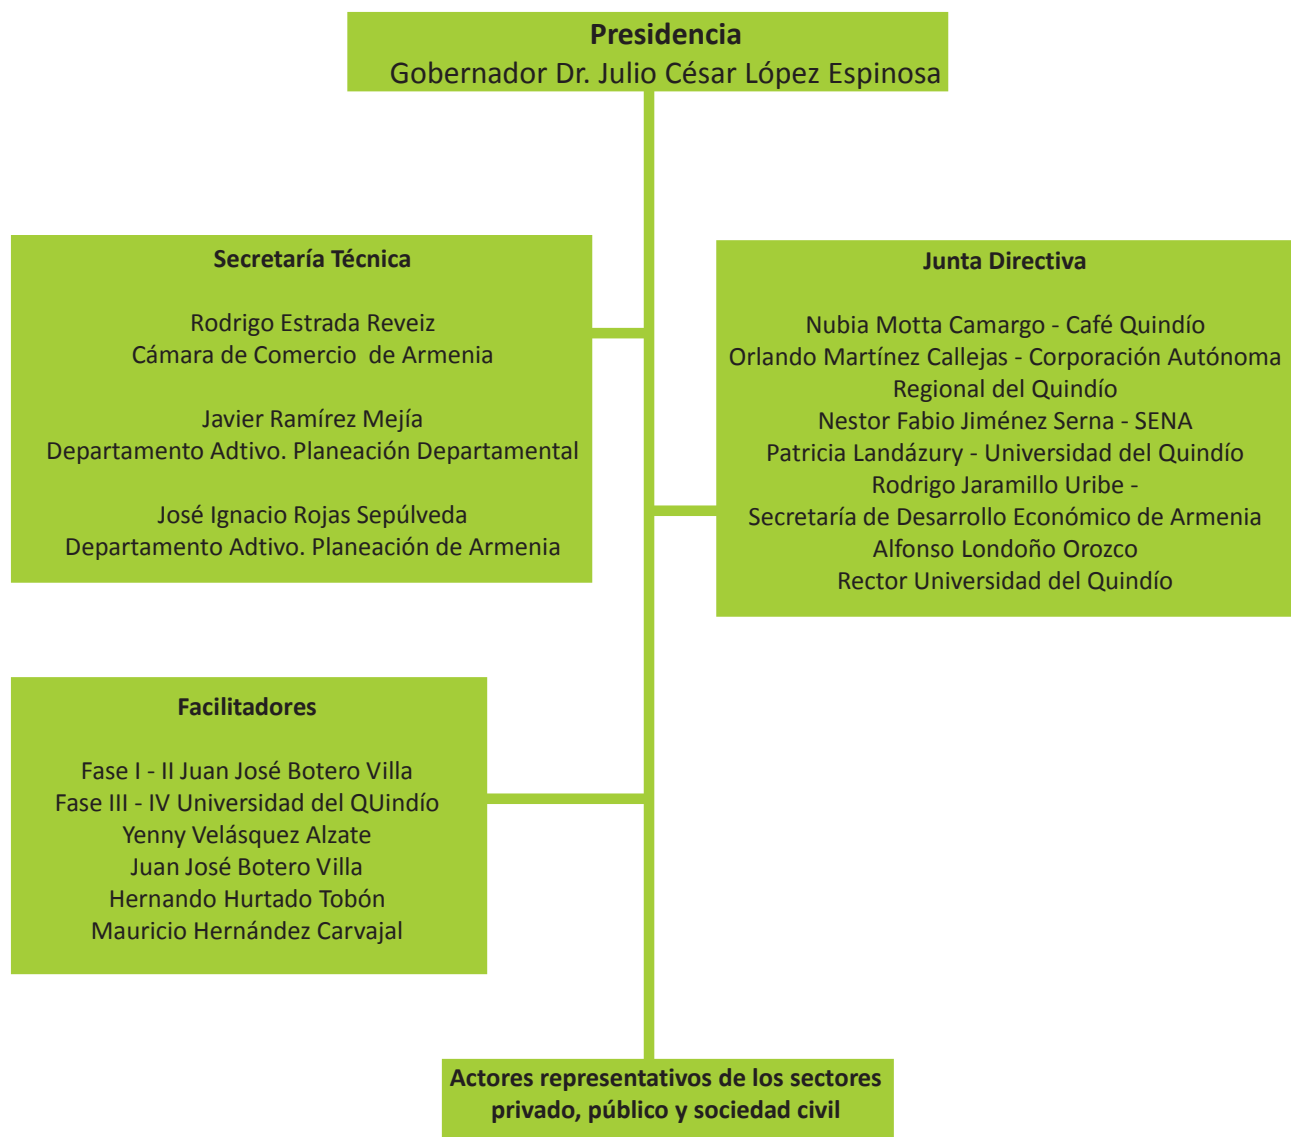 Presidencia
Gobernador Dr. Julio César López Espinosa
Secretaría Técnica
Rodrigo Estrada Reveiz
Cámara de Comercio de Armenia
Javier Ramírez Mejía
Departamento Adtivo. Planeación Departamental
José Ignacio Rojas Sepúlveda
Departamento Adtivo. Planeación de Armenia
Junta Directiva
Nubia Motta Camargo - Café Quindío
Orlando Martínez Callejas - Corporación Autónoma
Regional del Quindío
Nestor Fabio Jiménez Serna - SENA
Patricia Landázury - Universidad del Quindío
Rodrigo Jaramillo Uribe -
Secretaría de Desarrollo Económico de Armenia
Alfonso Londoño Orozco
Rector Universidad del Quindío
Facilitadores
Fase I - II Juan José Botero Villa
Fase III - IV Universidad del QUindío
Yenny Velásquez Alzate
Juan José Botero Villa
Hernando Hurtado Tobón
Mauricio Hernández Carvajal
Actores representativos de los sectores
privado, público y sociedad civil